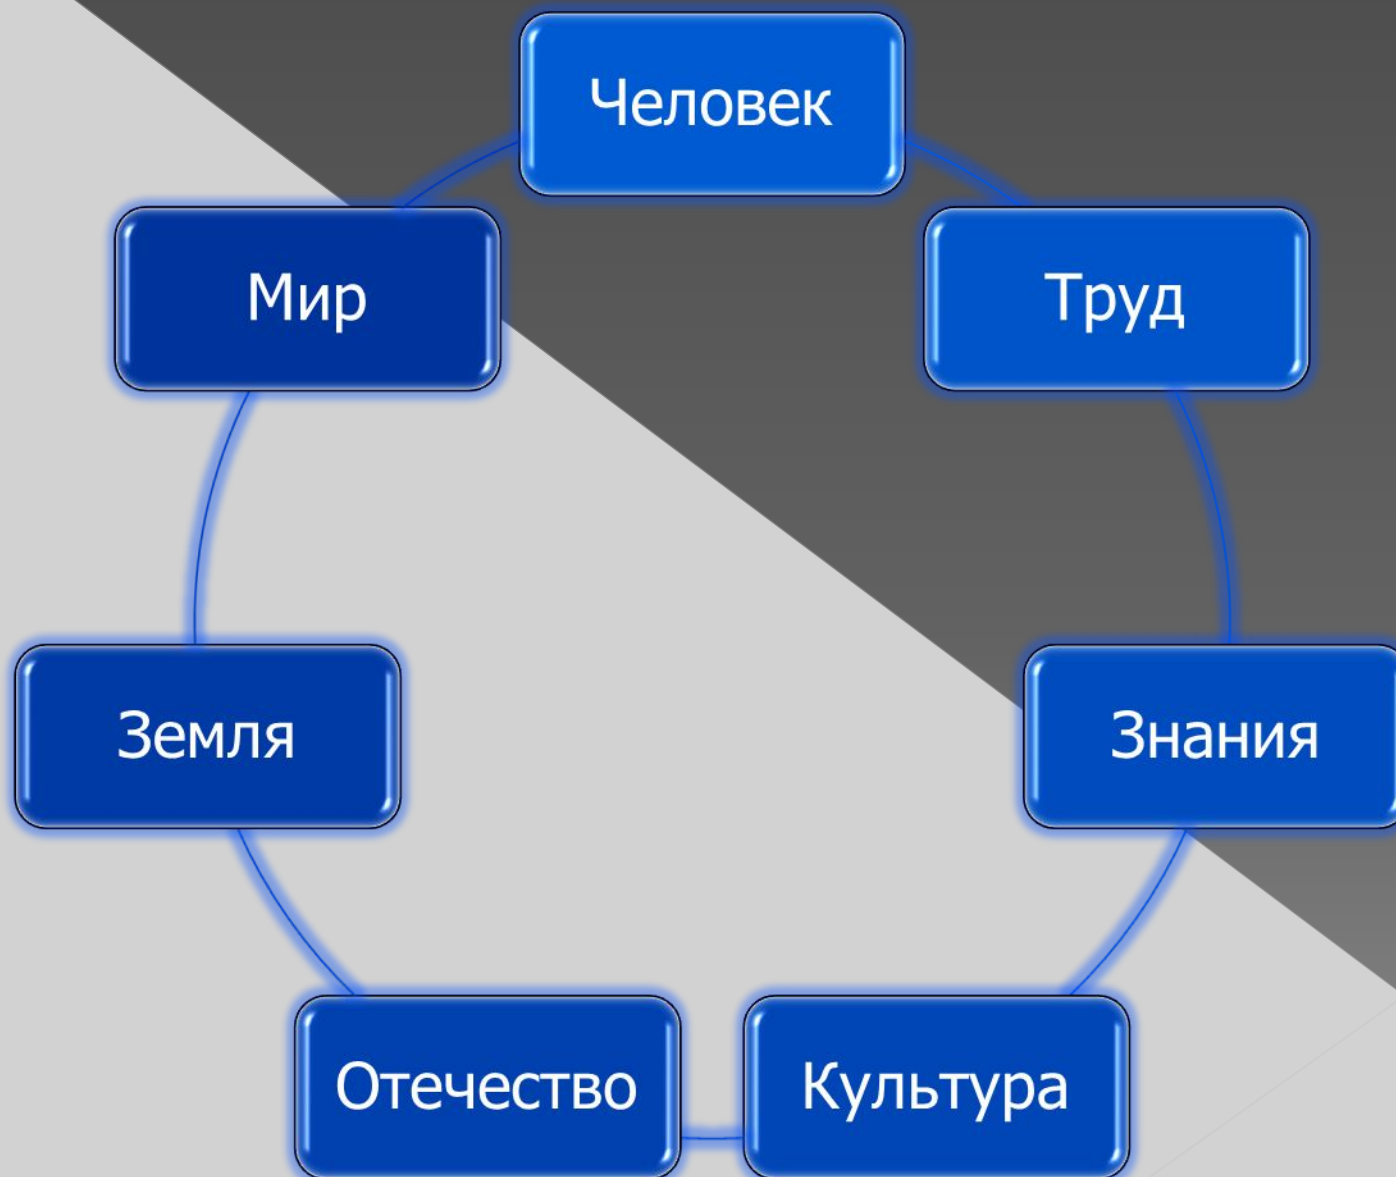 Человек
Мир
Труд
Земля
Знания
Отечество
Культура